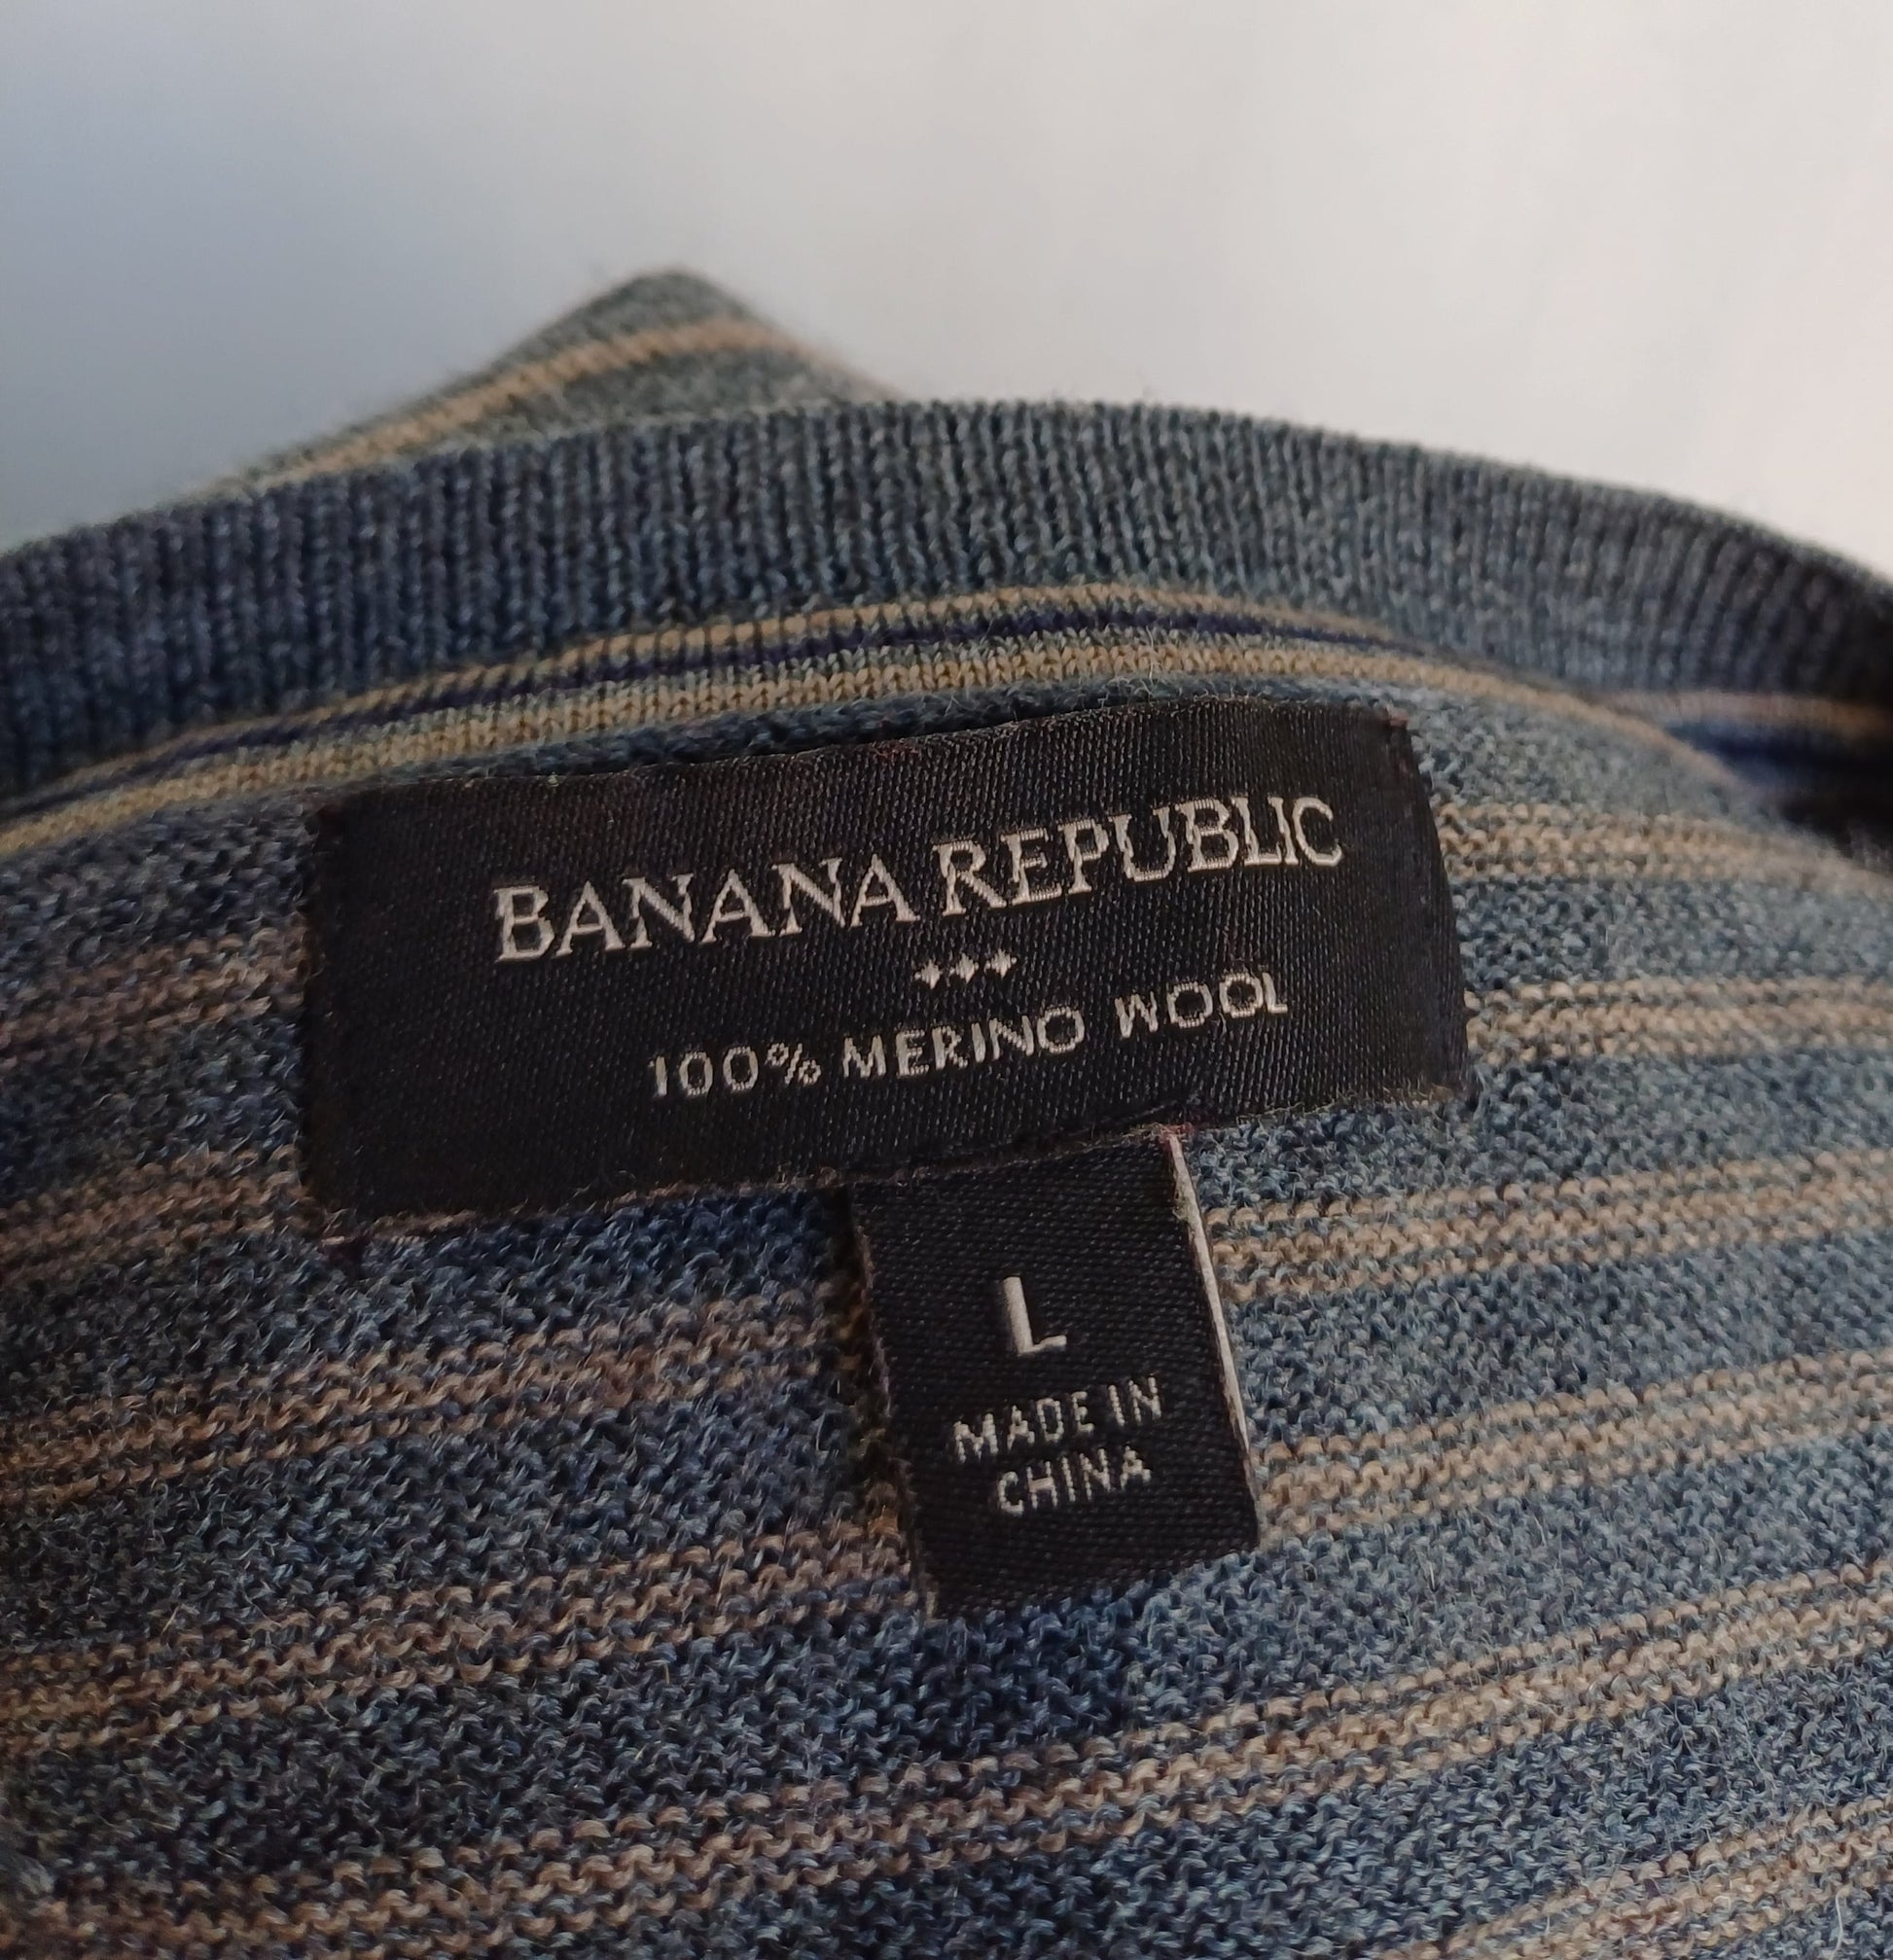 BANANA REPUBLIC
100% MERINO WOOL
L
MADE IN
CHINA